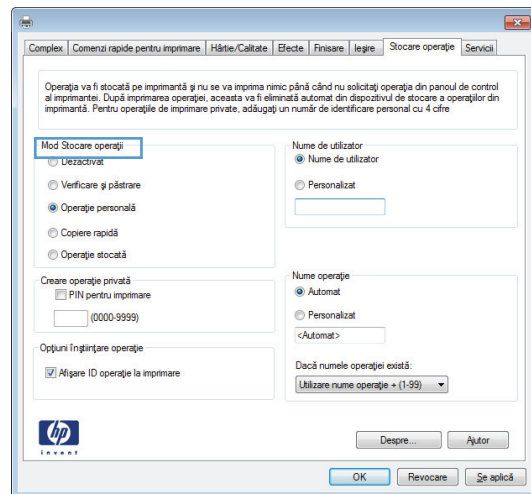 Complex Comenzi rapide pentru imprimare Hârtie/Calitate Efecte Finisare Ieşire Stocare operaţie Servicii
Operaţia va fi stocată pe imprimantă şi nu se va imprima nimic până când nu solicitaţi operaţia din panoul de control
al imprimantei. După imprimarea operaţiei, aceasta va fi eliminată automat din dispozitivul de stocare a operaţiilor din
imprimantă. Pentru operaţiile de imprimare private, adăugaţi un număr de identificare personal cu 4 cifre
Mod Stocare operaţii
Dezactivat
Verificare şi păstrare
Operaţie personală
Copiere rapidă
Operaţie stocată
Nume de utilizator
Nume de utilizator
Personalizat
Creare operaţie privată
PIN pentru imprimare
(0000-9999)
Nume operaţie
Automat
Personalizat
<Automat>
Dacă numele operaţiei există:
Utilizare nume operaţie + (1-99)
Opţiuni înştiinţare operaţie
Afişare ID operaţie la imprimare
hp
invent
Despre... Ajutor
OK Revocare Se aplică